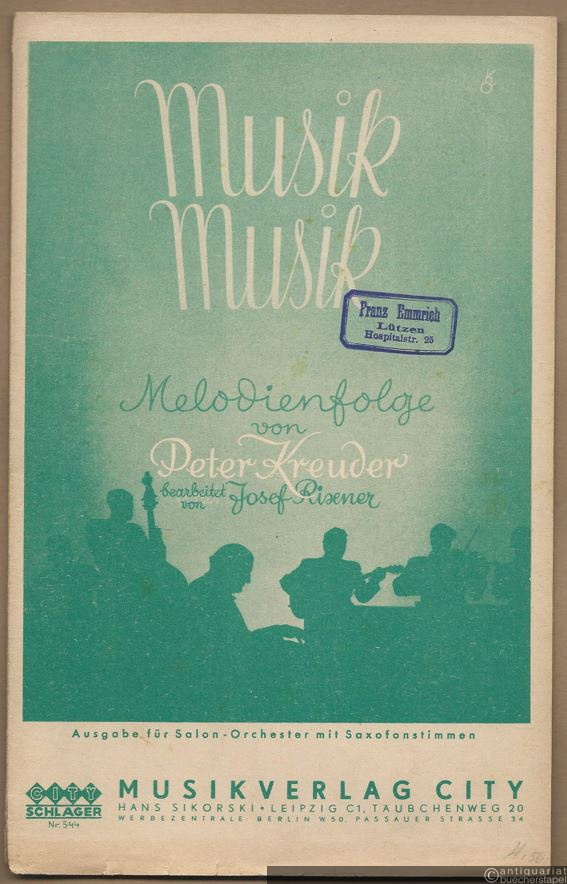 Musik
Musik
Franz Emmrich
Lützen
Hospitalstr. 25
Melodienfolge
von
Peter Kreuder
bearbeitet
von Josef Rixner
Ausgabe für Salon-Orchester mit Saxofonstimmen
CITY
SCHLAGER
Nr. 544
MUSIKVERLAG CITY
HANS SIKORSKI • LEIPZIG C1, TÄUBCHENWEG 20
WERBEZENTRALE BERLIN W50, PASSAUER STRASSE 34
antiquariat
buecherstapel